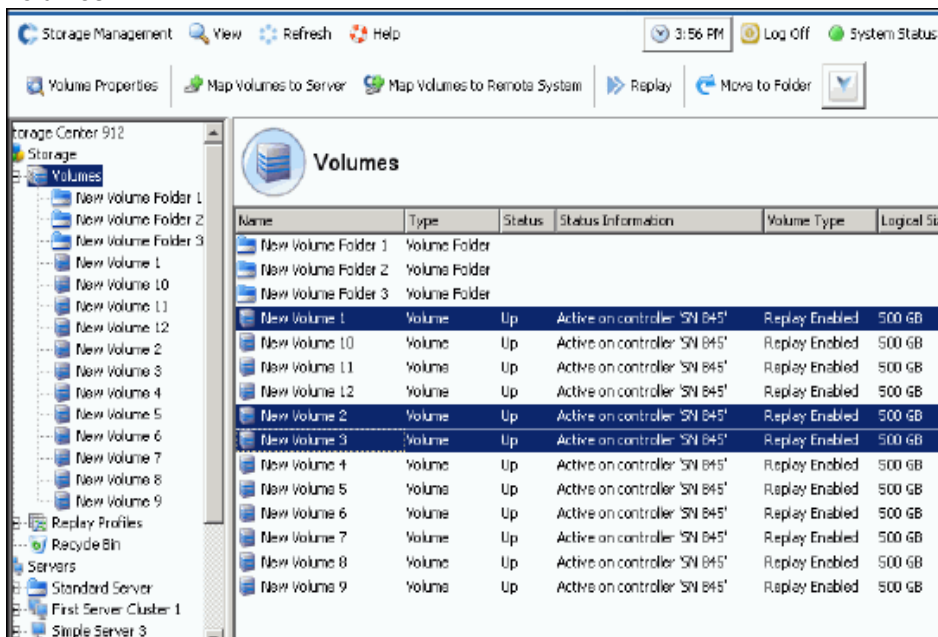 Storage Management View Refresh Help 3:56 PM Log Off System Status
Volume Properties Map Volumes to Server Map Volumes to Remote System Replay Move to Folder
torage Center 912
Storage
Volumes
New Volume Folder 1
New Volume Folder 2
New Volume Folder 3
New Volume 1
New Volume 10
New Volume 11
New Volume 12
New Volume 2
New Volume 3
New Volume 4
New Volume 5
New Volume 6
New Volume 7
New Volume 8
New Volume 9
Replay Profiles
Recycle Bin
Servers
Standard Server
First Server Cluster 1
Simple Server 3
Volumes
Name Type Status Status Information Volume Type Logical Si
New Volume Folder 1 Volume Folder
New Volume Folder 2 Volume Folder
New Volume Folder 3 Volume Folder
New Volume 1 Volume Up Active on controller 'SN 845' Replay Enabled 500 GB
New Volume 10 Volume Up Active on controller 'SN 845' Replay Enabled 500 GB
New Volume 11 Volume Up Active on controller 'SN 845' Replay Enabled 500 GB
New Volume 12 Volume Up Active on controller 'SN 845' Replay Enabled 500 GB
New Volume 2 Volume Up Active on controller 'SN 845' Replay Enabled 500 GB
New Volume 3 Volume Up Active on controller 'SN 845' Replay Enabled 500 GB
New Volume 4 Volume Up Active on controller 'SN 845' Replay Enabled 500 GB
New Volume 5 Volume Up Active on controller 'SN 845' Replay Enabled 500 GB
New Volume 6 Volume Up Active on controller 'SN 845' Replay Enabled 500 GB
New Volume 7 Volume Up Active on controller 'SN 845' Replay Enabled 500 GB
New Volume 8 Volume Up Active on controller 'SN 845' Replay Enabled 500 GB
New Volume 9 Volume Up Active on controller 'SN 845' Replay Enabled 500 GB